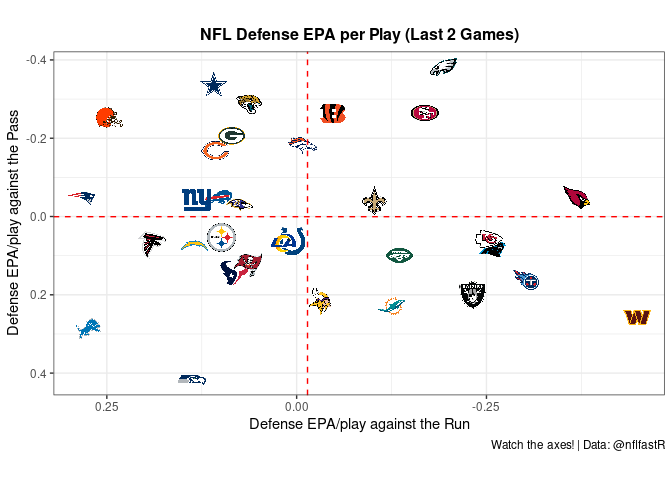 NFL Defense EPA per Play (Last 2 Games)
Defense EPA/play against the Pass
-0.4
-0.2
0.0
0.2
0.4
0.25
0.00
-0.25
Defense EPA/play against the Run
Watch the axes! | Data: @nflfastR
ny